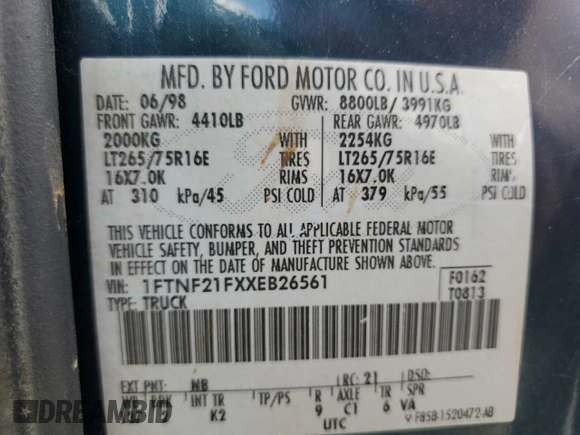 MFD. BY FORD MOTOR CO. IN U.S.A.
DATE: 06/98 GVWR: 8800LB/3991KG
FRONT GAWR: 4410LB REAR GAWR: 4970LB
2000KG WITH 2254KG WITH
LT265/75R16E TIRES LT265/75R16E TIRES
16X7.0K RIMS 16X7.0K RIMS
AT 310 kPa/45 PSI COLD AT 379 kPa/55 PSI COLD
THIS VEHICLE CONFORMS TO ALL APPLICABLE FEDERAL MOTOR
VEHICLE SAFETY, BUMPER, AND THEFT PREVENTION STANDARDS
IN EFFECT ON THE DATE OF MANUFACTURE SHOWN ABOVE.
VIN: 1FTNF21FXXEB26561 F0162
TYPE: TRUCK T0813
EXT PNT: NB RC: 21 DSO:
BRK INT TR TP/PS R AXLE TR SPR
K2 9 C1 6 VA
UTC F85B-1520472-AB
DREAMBID